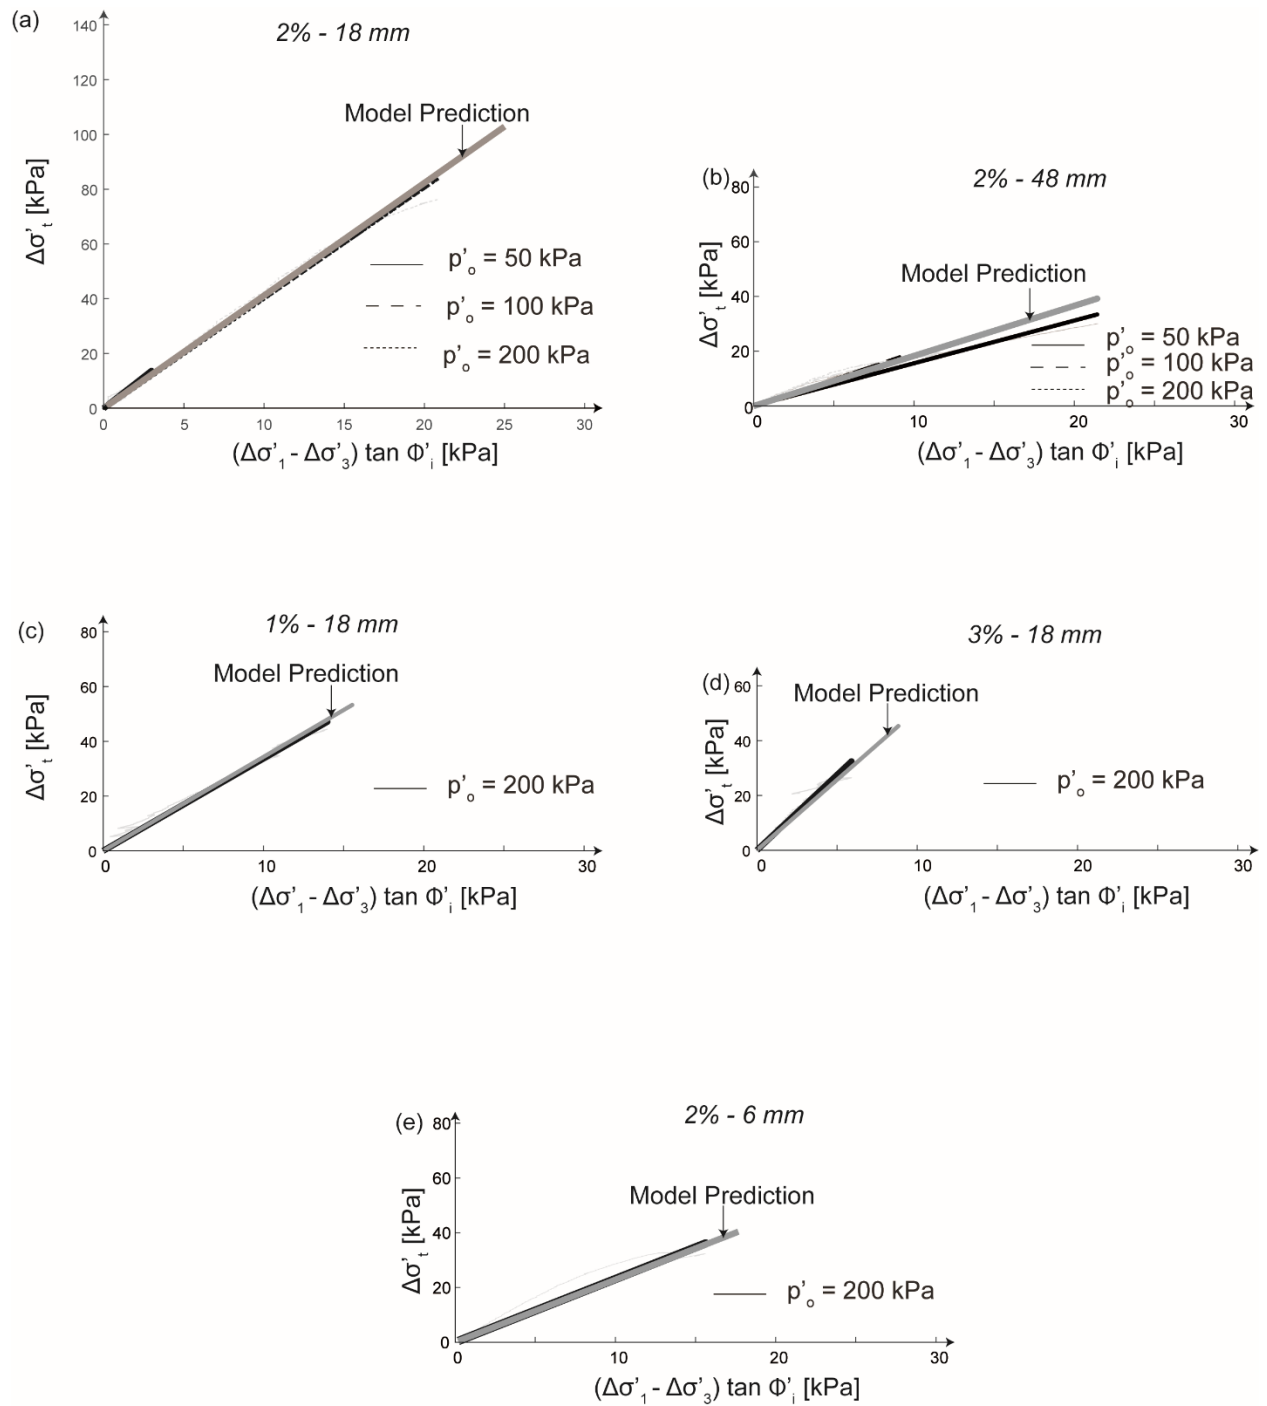 (a)
2% - 18 mm
140
120
100
80
60
40
20
0
Δσ't [kPa]
Model Prediction
p'o = 50 kPa
p'o = 100 kPa
p'o = 200 kPa
0 5 10 15 20 25 30
(Δσ'1 - Δσ'3) tan Φ'i [kPa]
(b)
2% - 48 mm
80
60
40
20
0
Δσ't [kPa]
Model Prediction
p'o = 50 kPa
p'o = 100 kPa
p'o = 200 kPa
0 10 20 30
(Δσ'1 - Δσ'3) tan Φ'i [kPa]
(c)
1% - 18 mm
80
60
40
20
0
Δσ't [kPa]
Model Prediction
p'o = 200 kPa
0 10 20 30
(Δσ'1 - Δσ'3) tan Φ'i [kPa]
(d)
3% - 18 mm
60
40
20
0
Δσ't [kPa]
Model Prediction
p'o = 200 kPa
0 10 20 30
(Δσ'1 - Δσ'3) tan Φ'i [kPa]
(e)
2% - 6 mm
80
60
40
20
0
Δσ't [kPa]
Model Prediction
p'o = 200 kPa
0 10 20 30
(Δσ'1 - Δσ'3) tan Φ'i [kPa]